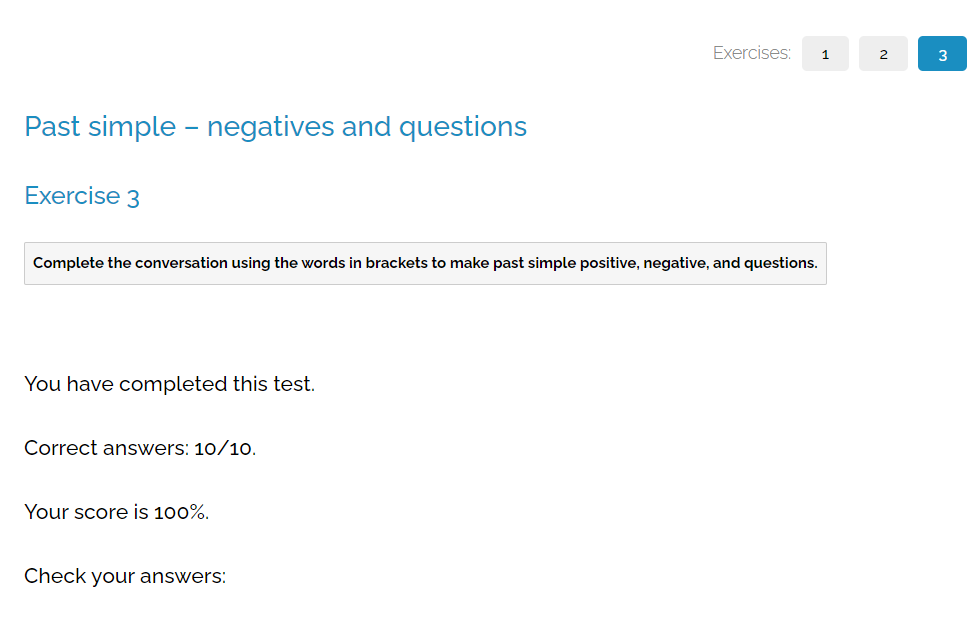 Exercises: 1 2 3
Past simple – negatives and questions
Exercise 3
Complete the conversation using the words in brackets to make past simple positive, negative, and questions.
You have completed this test.
Correct answers: 10/10.
Your score is 100%.
Check your answers: